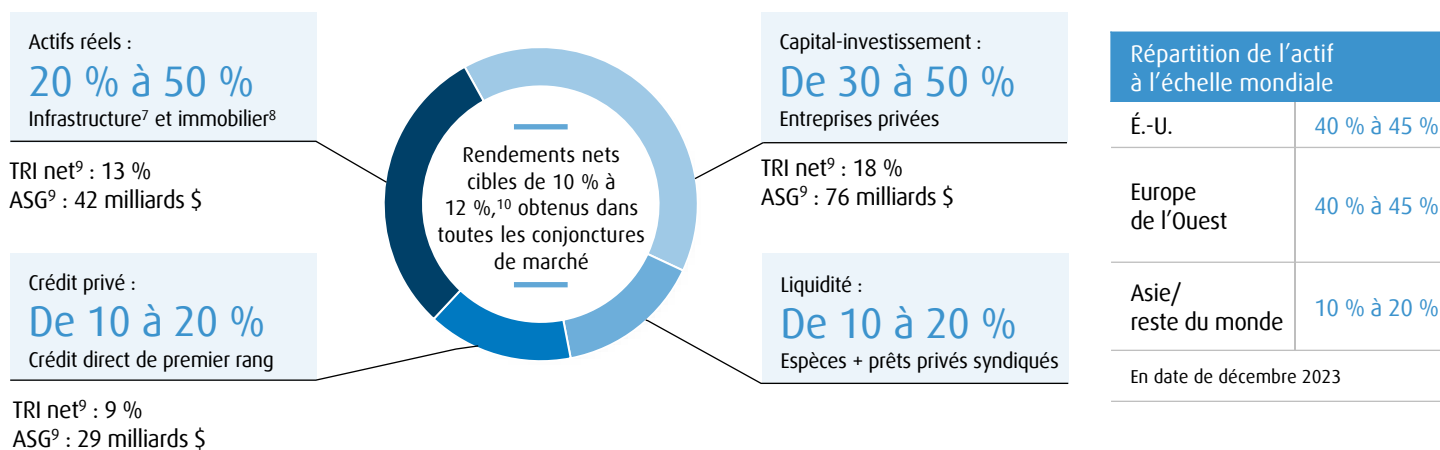 Actifs réels :
20 % à 50 %
Infrastructure⁷ et immobilier⁸
TRI net⁹ : 13 %
ASG⁹ : 42 milliards $
Crédit privé :
De 10 à 20 %
Crédit direct de premier rang
TRI net⁹ : 9 %
ASG⁹ : 29 milliards $
Rendements nets
cibles de 10 % à
12 %,¹⁰ obtenus dans
toutes les conjonctures
de marché
Capital-investissement :
De 30 à 50 %
Entreprises privées
TRI net⁹ : 18 %
ASG⁹ : 76 milliards $
Liquidité :
De 10 à 20 %
Espèces + prêts privés syndiqués
Répartition de l’actif
à l’échelle mondiale
É.-U. 40 % à 45 %
Europe
de l’Ouest 40 % à 45 %
Asie/
reste du monde 10 % à 20 %
En date de décembre 2023